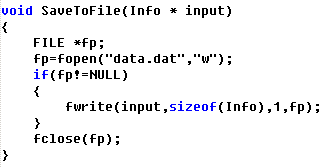 void SaveToFile(Info * input)
{
    FILE *fp;
    fp=fopen("data.dat","w");
    if(fp!=NULL)
    {
        fwrite(input,sizeof(Info),1,fp);
    }
    fclose(fp);
}